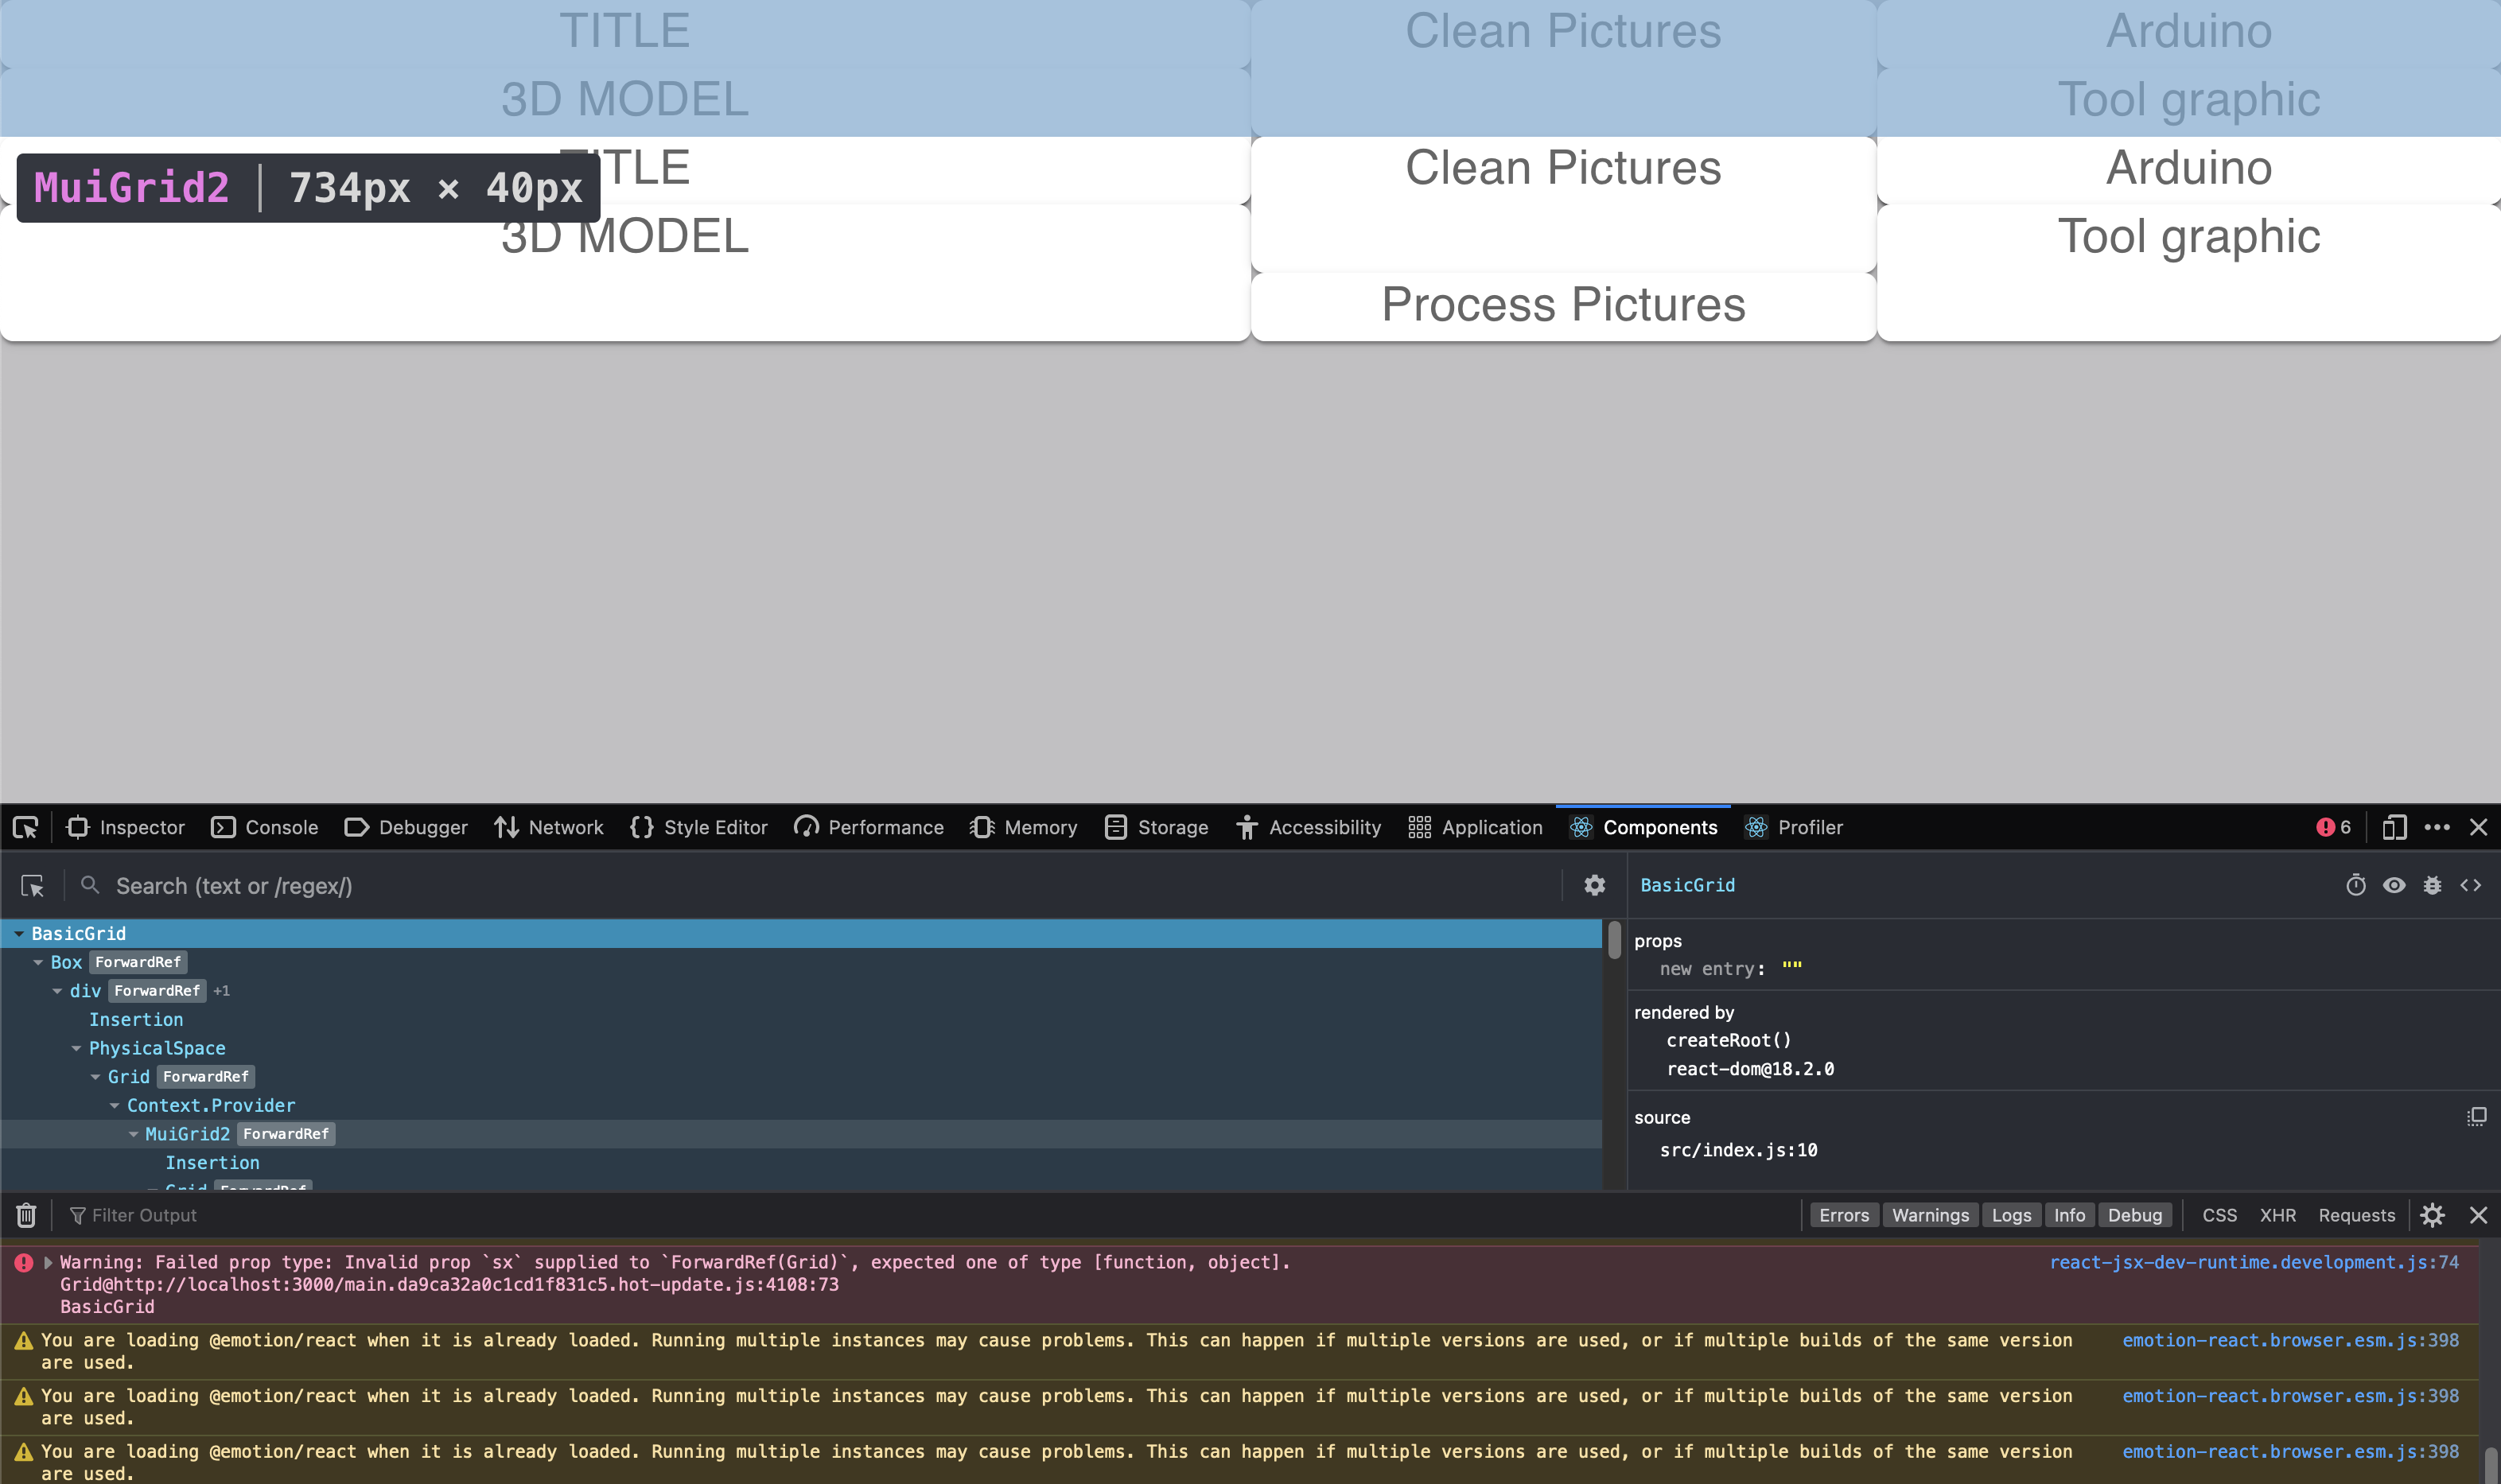 TITLE
Clean Pictures
Arduino
3D MODEL
Tool graphic
TITLE
Clean Pictures
Arduino
MuiGrid2 | 734px × 40px
3D MODEL
Tool graphic
Process Pictures
Inspector Console Debugger Network {} Style Editor Performance Memory Storage Accessibility Application Components Profiler 6
Search (text or /regex/)
BasicGrid
BasicGrid
Box ForwardRef
div ForwardRef +1
Insertion
PhysicalSpace
Grid ForwardRef
Context.Provider
MuiGrid2 ForwardRef
Insertion
Grid ForwardRef
props
new entry: ""
rendered by
createRoot()
react-dom@18.2.0
source
src/index.js:10
Filter Output
Errors Warnings Logs Info Debug CSS XHR Requests
Warning: Failed prop type: Invalid prop `sx` supplied to `ForwardRef(Grid)`, expected one of type [function, object]. react-jsx-dev-runtime.development.js:74
Grid@http://localhost:3000/main.da9ca32a0c1cd1f831c5.hot-update.js:4108:73
BasicGrid
You are loading @emotion/react when it is already loaded. Running multiple instances may cause problems. This can happen if multiple versions are used, or if multiple builds of the same version emotion-react.browser.esm.js:398
are used.
You are loading @emotion/react when it is already loaded. Running multiple instances may cause problems. This can happen if multiple versions are used, or if multiple builds of the same version emotion-react.browser.esm.js:398
are used.
You are loading @emotion/react when it is already loaded. Running multiple instances may cause problems. This can happen if multiple versions are used, or if multiple builds of the same version emotion-react.browser.esm.js:398
are used.